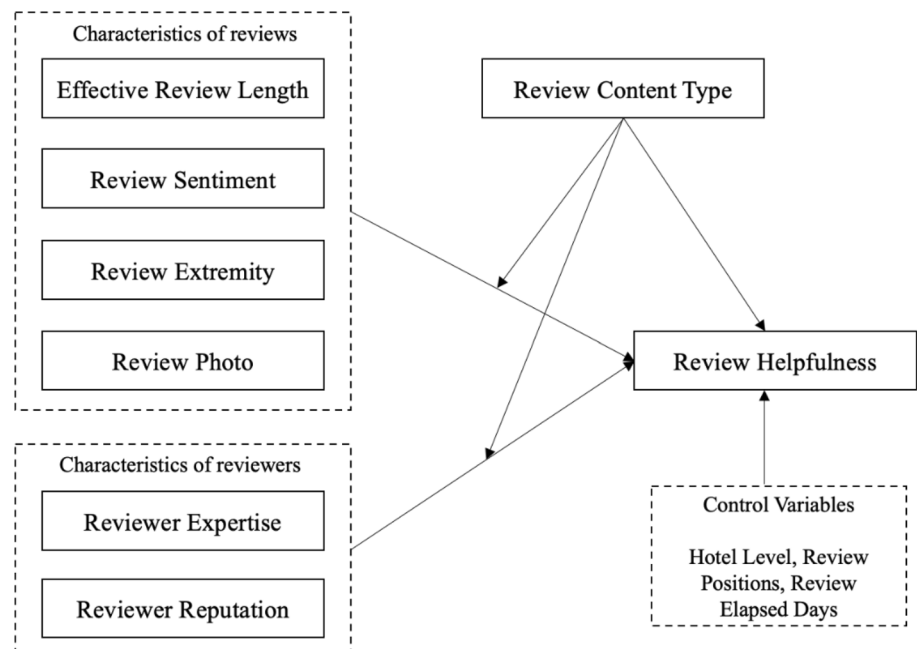 Characteristics of reviews
Effective Review Length
Review Sentiment
Review Extremity
Review Photo
Review Content Type
Review Helpfulness
Characteristics of reviewers
Reviewer Expertise
Reviewer Reputation
Control Variables
Hotel Level, Review
Positions, Review
Elapsed Days